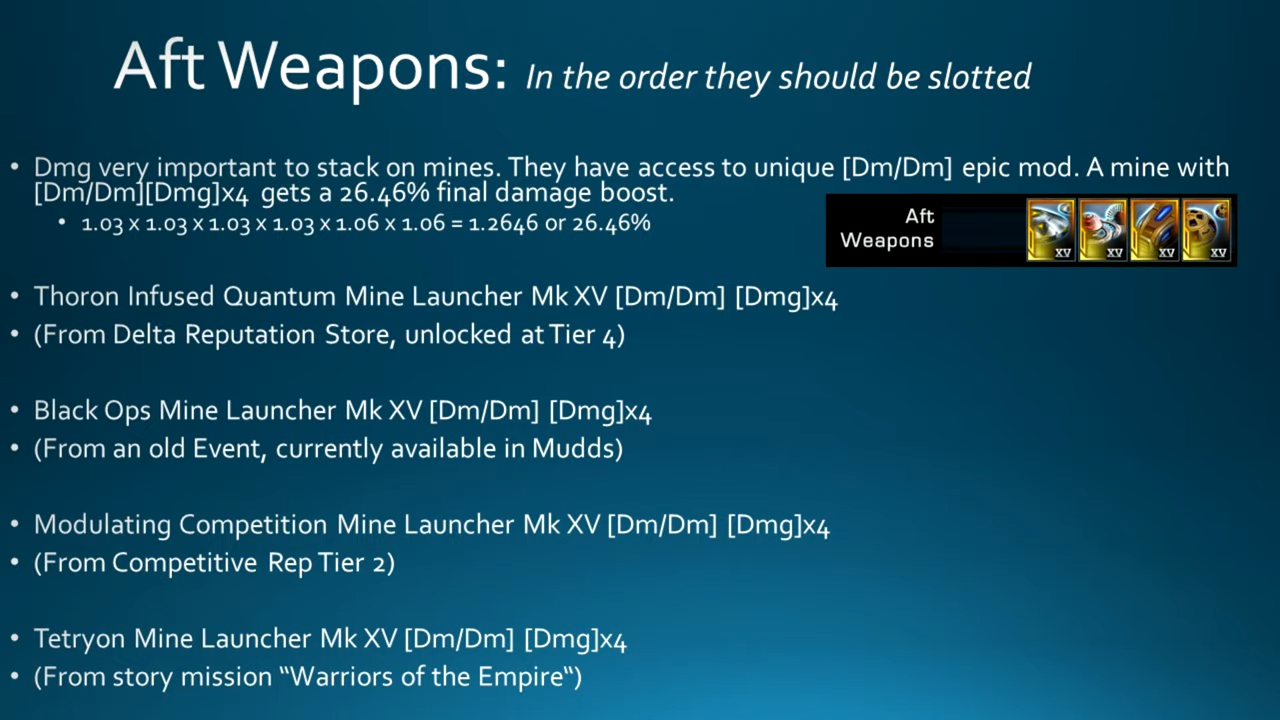 Aft Weapons: In the order they should be slotted
• Dmg very important to stack on mines. They have access to unique [Dm/Dm] epic mod. A mine with
[Dm/Dm][Dmg]x4 gets a 26.46% final damage boost.
• 1.03 x 1.03 x 1.03 x 1.03 x 1.06 x 1.06 = 1.2646 or 26.46%
Aft
Weapons
XV XV XV XV
• Thoron Infused Quantum Mine Launcher Mk XV [Dm/Dm] [Dmg]x4
• (From Delta Reputation Store, unlocked at Tier 4)
• Black Ops Mine Launcher Mk XV [Dm/Dm] [Dmg]x4
• (From an old Event, currently available in Mudds)
• Modulating Competition Mine Launcher Mk XV [Dm/Dm] [Dmg]x4
• (From Competitive Rep Tier 2)
• Tetryon Mine Launcher Mk XV [Dm/Dm] [Dmg]x4
• (From story mission “Warriors of the Empire“)